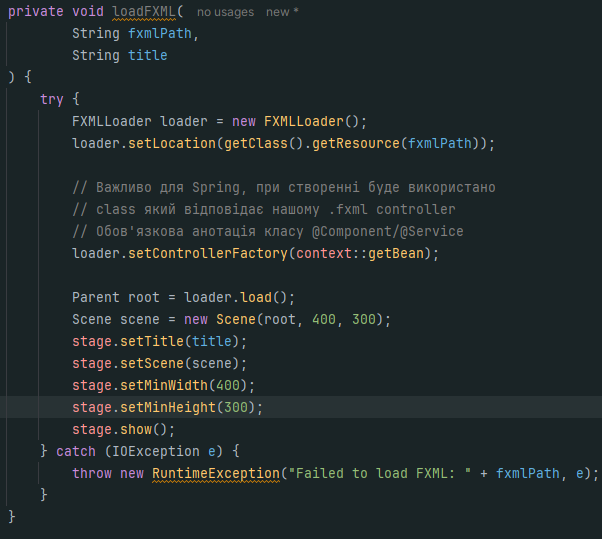 private void loadFXML( no usages new *
        String fxmlPath,
        String title
) {
    try {
        FXMLLoader loader = new FXMLLoader();
        loader.setLocation(getClass().getResource(fxmlPath));

        // Важливо для Spring, при створенні буде використано
        // class який відповідає нашому .fxml controller
        // Обов'язкова анотація класу @Component/@Service
        loader.setControllerFactory(context::getBean);

        Parent root = loader.load();
        Scene scene = new Scene(root, 400, 300);
        stage.setTitle(title);
        stage.setScene(scene);
        stage.setMinWidth(400);
        stage.setMinHeight(300);
        stage.show();
    } catch (IOException e) {
        throw new RuntimeException("Failed to load FXML: " + fxmlPath, e);
    }
}